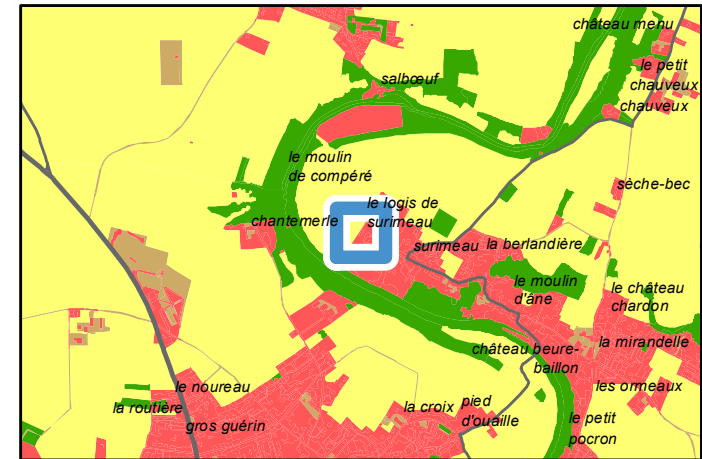 château menu
le petit
chauveux
chauveux
salbœuf
le moulin
de compéré
sèche-bec
le logis de
surimeau
chantemerle
surimeau
la berlandière
le moulin
d'âne
le château
chardon
château beure-
baillon
la mirandelle
le noureau
les ormeaux
la routière
gros guérin
la croix
pied
d'ouaille
le petit
pocron